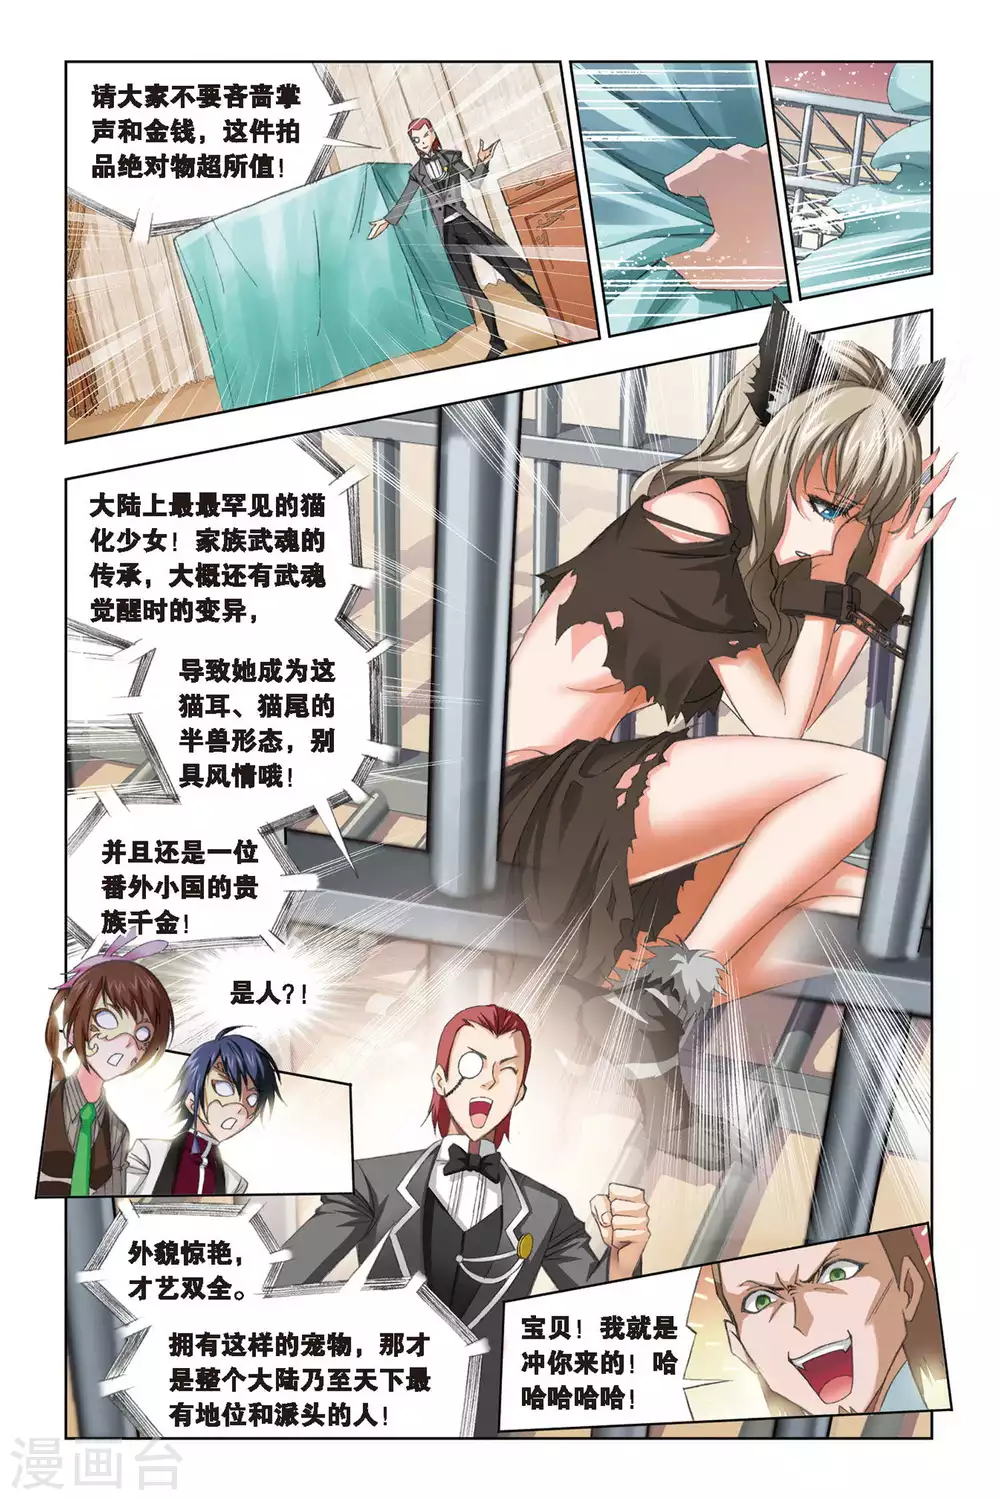 请大家不要吝啬掌
声和金钱，这件拍
品绝对物超所值！
大陆上最最罕见的猫
化少女！家族武魂的
传承，大概还有武魂
觉醒时的变异，
导致她成为这
猫耳、猫尾的
半兽形态，别
具风情哦！
并且还是一位
番外小国的贵
族千金！
是人？！
外貌惊艳，
才艺双全。
拥有这样的宠物，那才
是整个大陆乃至天下最
有地位和派头的人！
宝贝！我就是
冲你来的！哈
哈哈哈哈！
漫画台